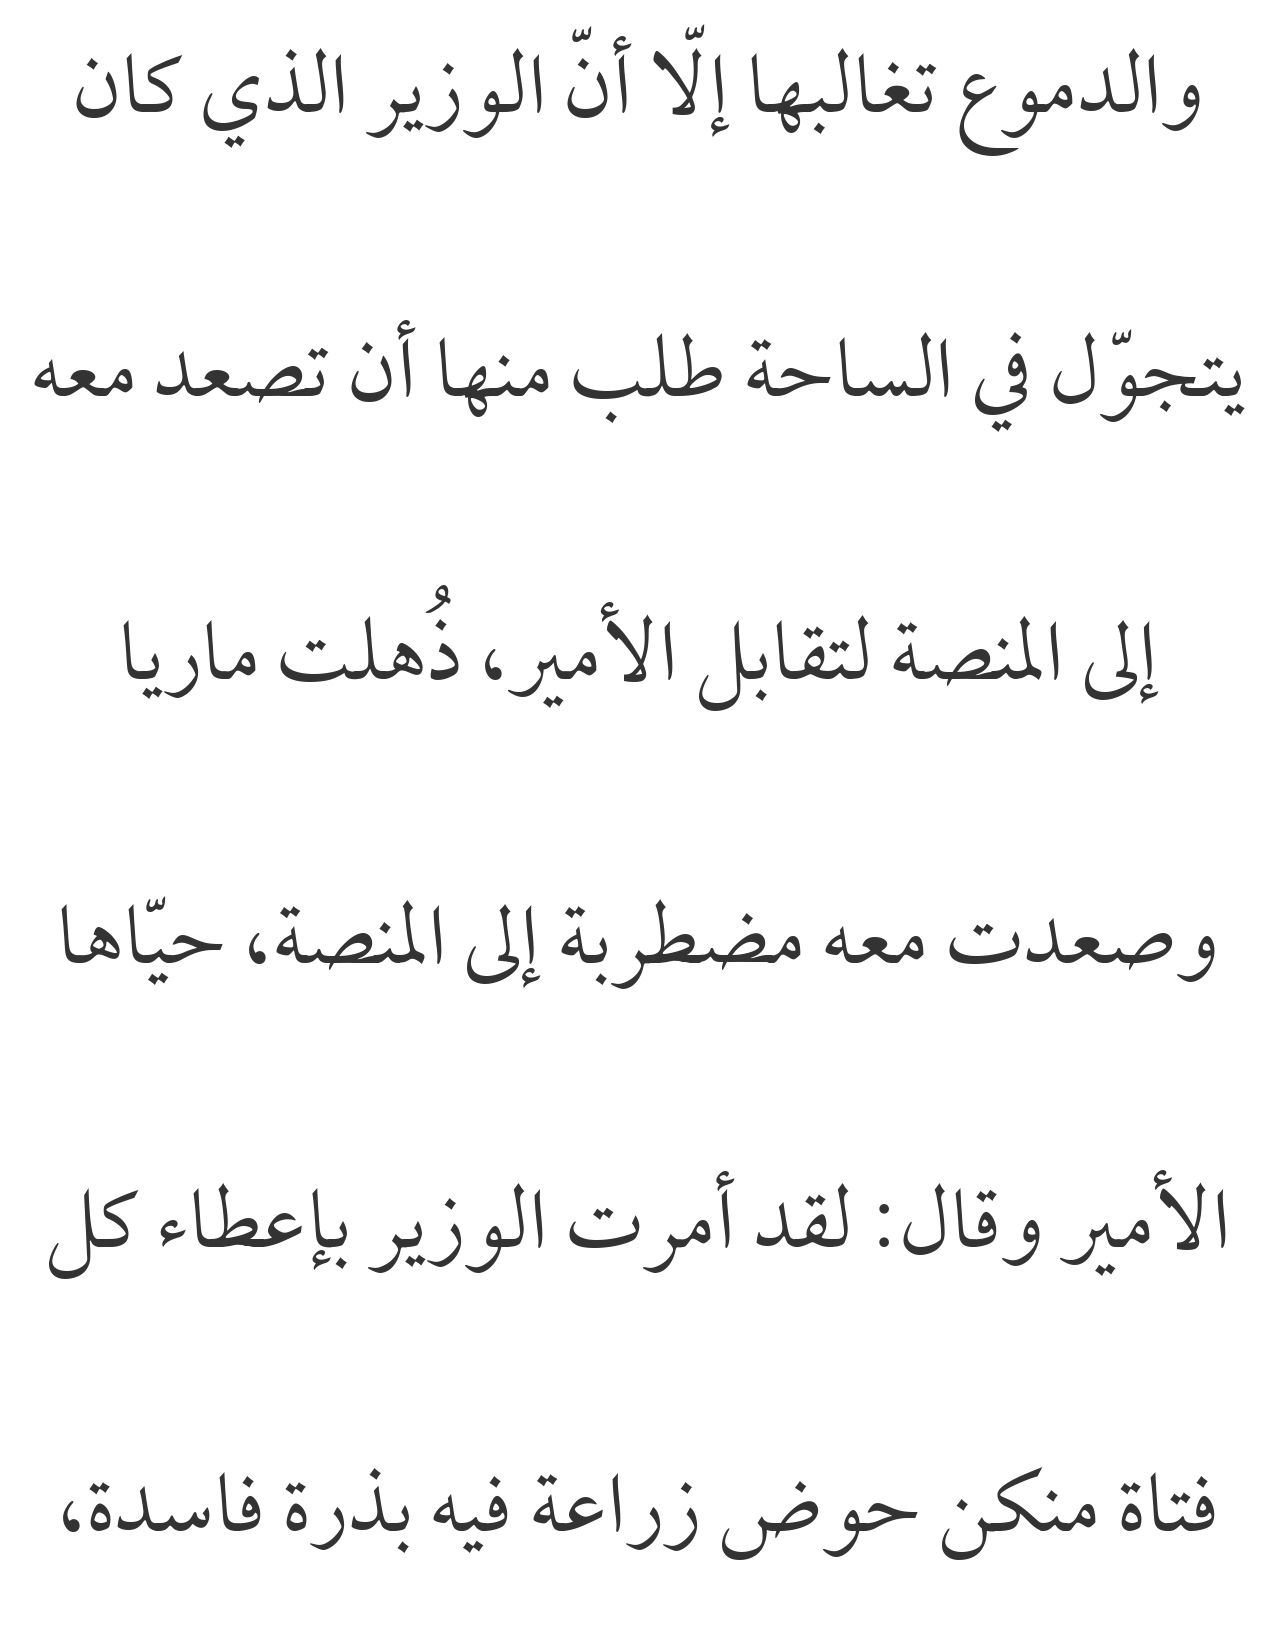 والدموع تغالبها إلّا أنّ الوزير الذي كان
يتجوّل في الساحة طلب منها أن تصعد معه
إلى المنصة لتقابل الأمير، ذُهلت ماريا
وصعدت معه مضطربة إلى المنصة، حيّاها
الأمير وقال: لقد أمرت الوزير بإعطاء كل
فتاة منكن حوض زراعة فيه بذرة فاسدة،